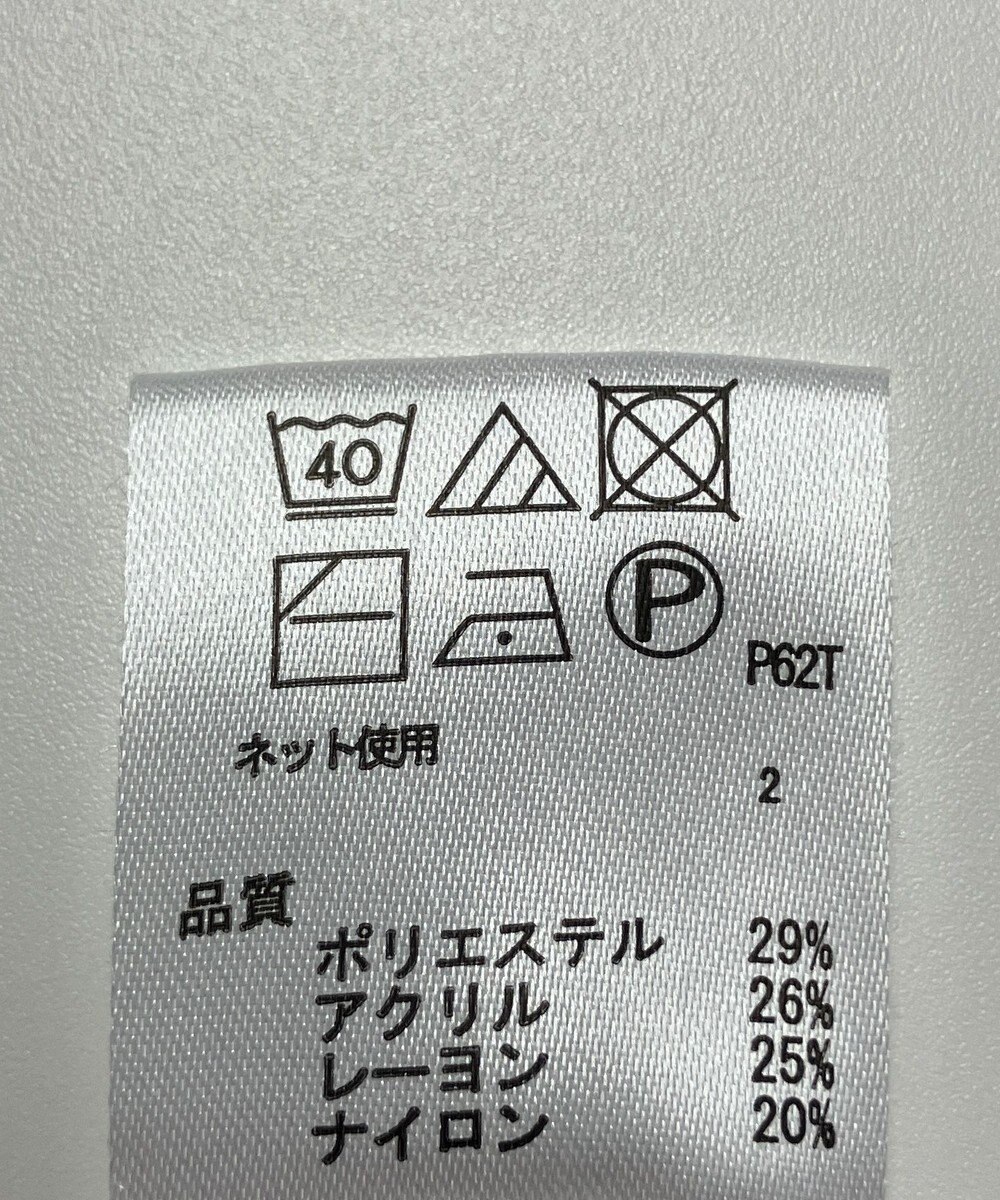 40
P
P62T
ネット使用
2
品質
ポリエステル 29%
アクリル 26%
レーヨン 25%
ナイロン 20%